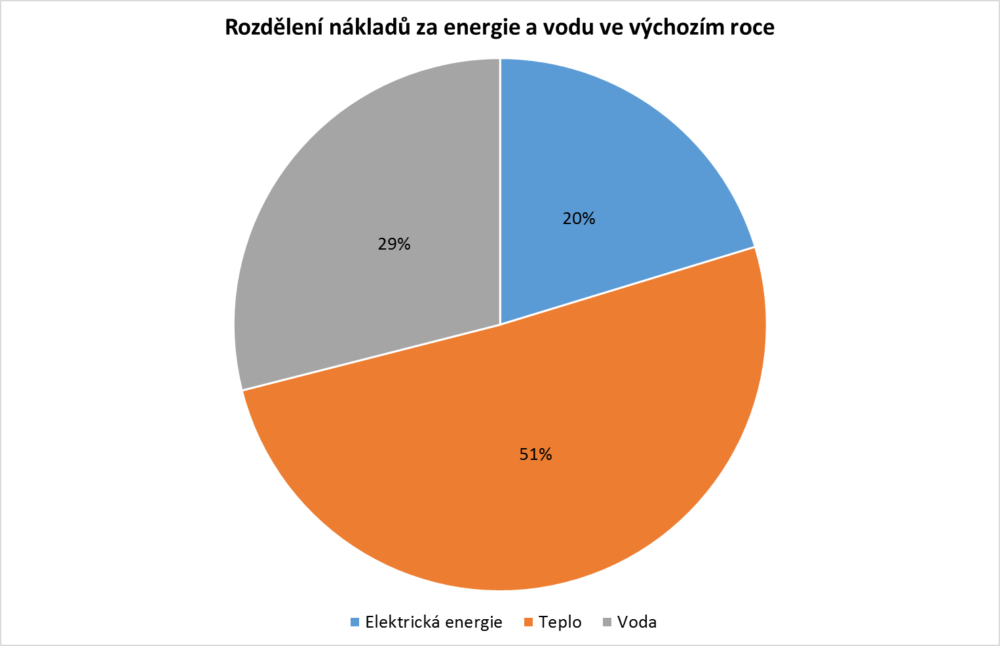 Rozdělení nákladů za energie a vodu ve výchozím roce
20%
29%
51%
Elektrická energie
Teplo
Voda